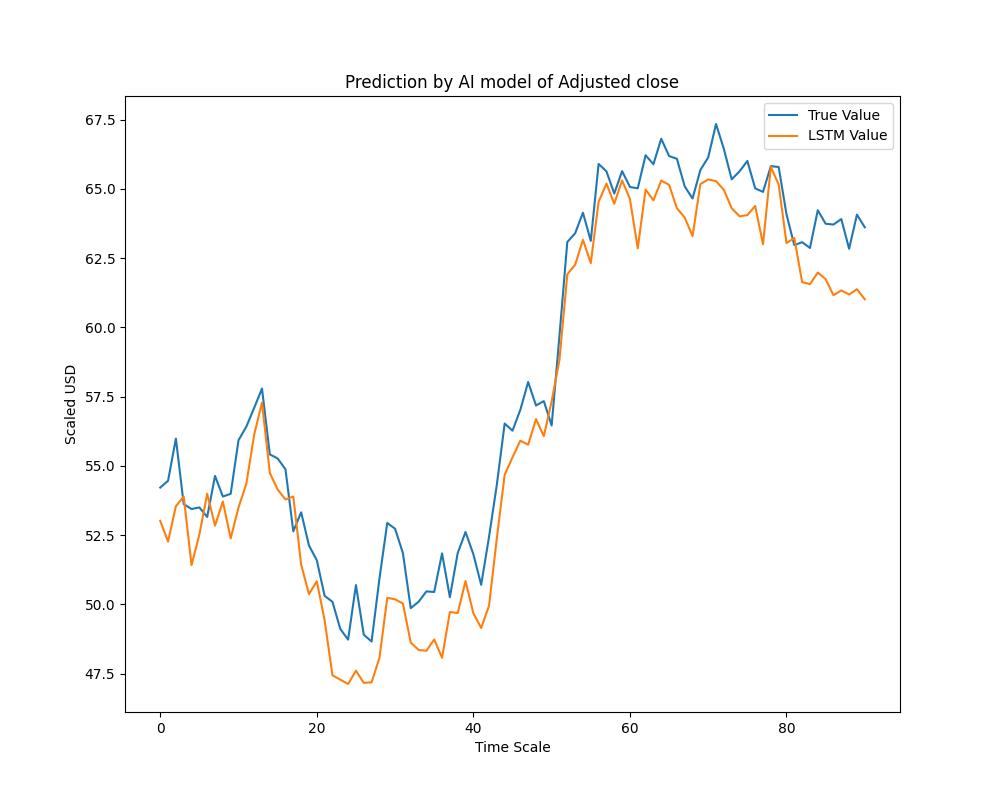 Prediction by AI model of Adjusted close
True Value
LSTM Value
67.5
65.0
62.5
60.0
57.5
55.0
52.5
50.0
47.5
Scaled USD
0 20 40 60 80
Time Scale